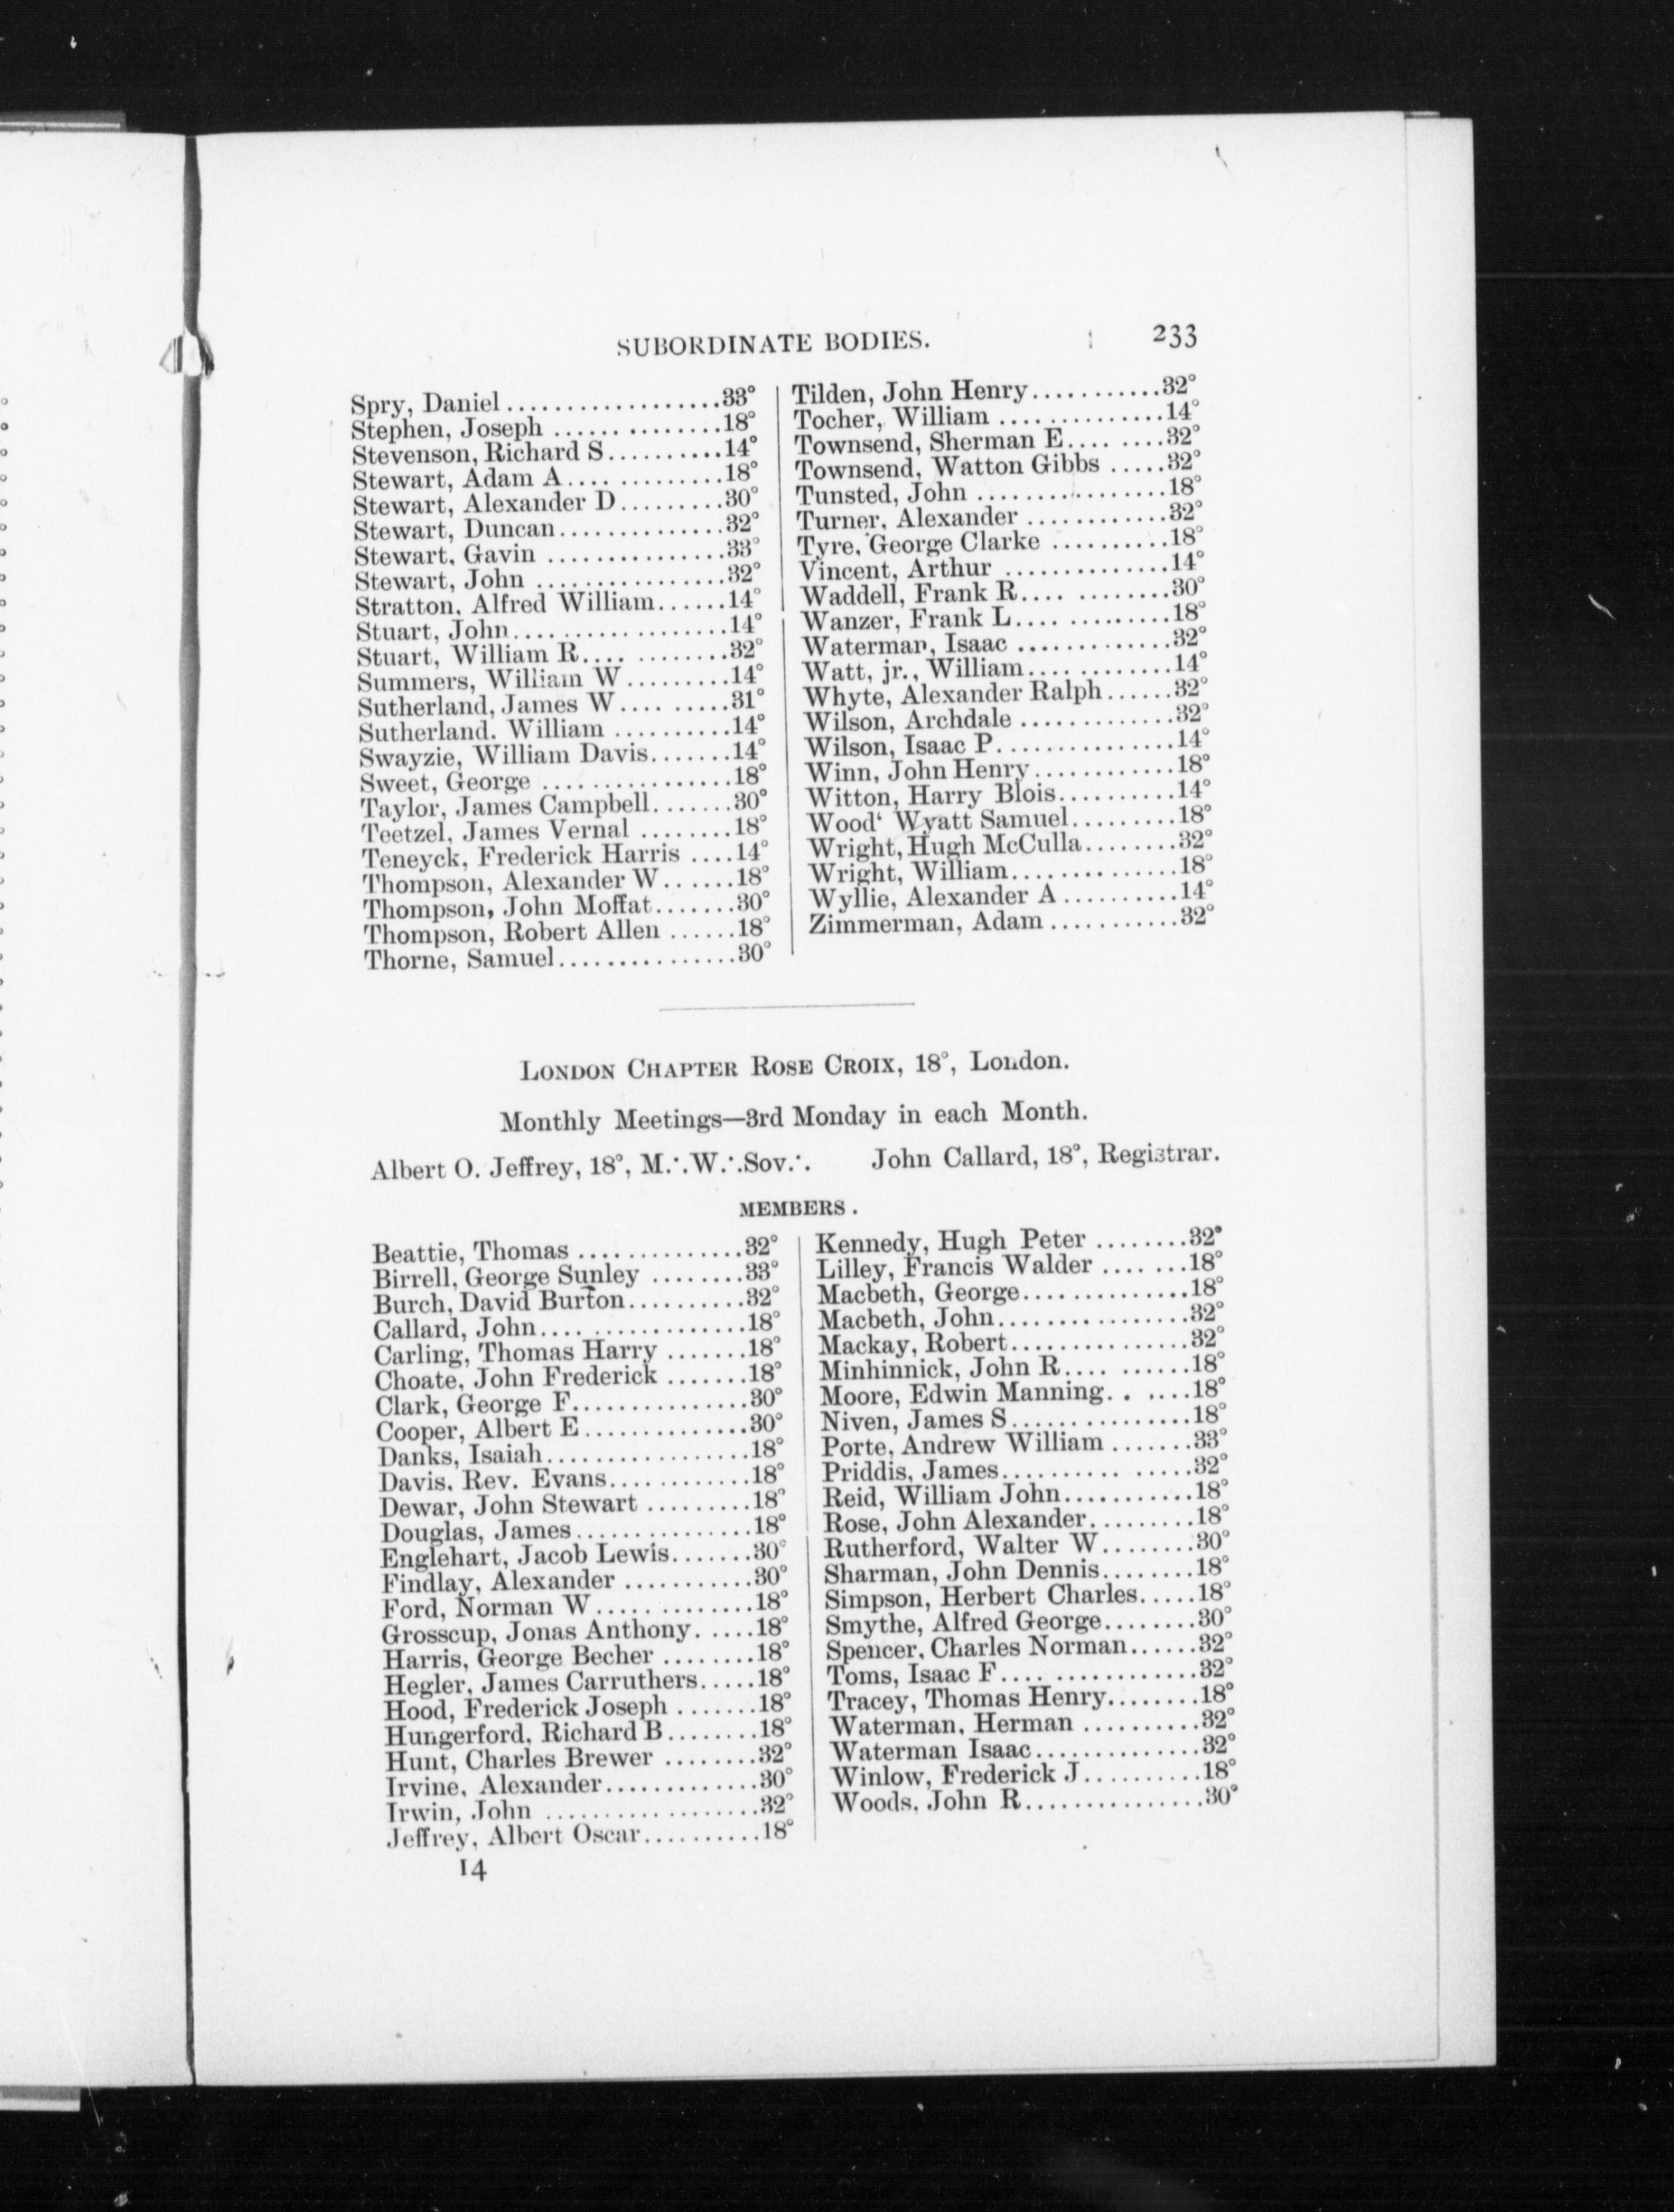 SUBORDINATE BODIES. 233
Spry, Daniel..................33°
Stephen, Joseph ..............18°
Stevenson, Richard S..........14°
Stewart, Adam A.............18°
Stewart, Alexander D.........30°
Stewart, Duncan..............32°
Stewart, Gavin ...............33°
Stewart, John ................32°
Stratton, Alfred William......14°
Stuart, John..................14°
Stuart, William R............32°
Summers, William W .........14°
Sutherland, James W.........31°
Sutherland. William ..........14°
Swayzie, William Davis.......14°
Sweet, George ................18°
Taylor, James Campbell.......30°
Teetzel, James Vernal ........18°
Teneyck, Frederick Harris ....14°
Thompson, Alexander W......18°
Thompson, John Moffat.......30°
Thompson, Robert Allen ......18°
Thorne, Samuel...............30°
Tilden, John Henry...........32°
Tocher, William ..............14°
Townsend, Sherman E........32°
Townsend, Watton Gibbs .....32°
Tunsted, John ................18°
Turner, Alexander ............32°
Tyre, George Clarke ..........18°
Vincent, Arthur ..............14°
Waddell, Frank R............30°
Wanzer, Frank L.............18°
Waterman, Isaac .............32°
Watt, jr., William............14°
Whyte, Alexander Ralph......32°
Wilson, Archdale .............32°
Wilson, Isaac P...............14°
Winn, John Henry............18°
Witton, Harry Blois..........14°
Wood‘ Wyatt Samuel.........18°
Wright, Hugh McCulla........32°
Wright, William..............18°
Wyllie, Alexander A ..........14°
Zimmerman, Adam ...........32°
LONDON CHAPTER ROSE CROIX, 18°, London.
Monthly Meetings—3rd Monday in each Month.
Albert O. Jeffrey, 18°, M∴W∴Sov∴ John Callard, 18°, Registrar.
MEMBERS.
Beattie, Thomas ..............32°
Birrell, George Sunley ........33°
Burch, David Burton..........32°
Callard, John.................18°
Carling, Thomas Harry .......18°
Choate, John Frederick .......18°
Clark, George F...............30°
Cooper, Albert E..............30°
Danks, Isaiah.................18°
Davis, Rev. Evans............18°
Dewar, John Stewart .........18°
Douglas, James...............18°
Englehart, Jacob Lewis.......30°
Findlay, Alexander ...........30°
Ford, Norman W.............18°
Grosscup, Jonas Anthony. ....18°
Harris, George Becher ........18°
Hegler, James Carruthers.....18°
Hood, Frederick Joseph .......18°
Hungerford, Richard B........18°
Hunt, Charles Brewer ........32°
Irvine, Alexander.............30°
Irwin, John ..................32°
Jeffrey, Albert Oscar..........18°
Kennedy, Hugh Peter ........32°
Lilley, Francis Walder .......18°
Macbeth, George..............18°
Macbeth, John................32°
Mackay, Robert...............32°
Minhinnick, John R..........18°
Moore, Edwin Manning. . ....18°
Niven, James S...............18°
Porte, Andrew William .......33°
Priddis, James...............32°
Reid, William John...........18°
Rose, John Alexander.........18°
Rutherford, Walter W........30°
Sharman, John Dennis........18°
Simpson, Herbert Charles.....18°
Smythe, Alfred George........30°
Spencer, Charles Norman......32°
Toms, Isaac F................32°
Tracey, Thomas Henry........18°
Waterman, Herman ..........32°
Waterman Isaac..............32°
Winlow, Frederick J..........18°
Woods, John R...............30°
14